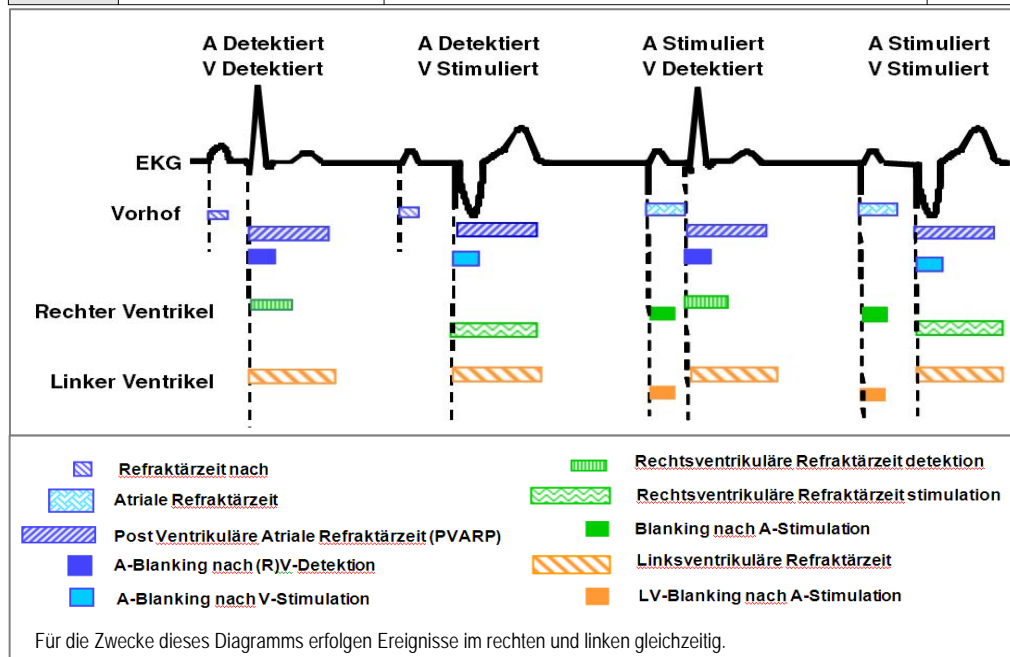 A Detektiert A Detektiert A Stimuliert A Stimuliert
V Detektiert V Stimuliert V Detektiert V Stimuliert
EKG
Vorhof
Rechter Ventrikel
Linker Ventrikel
Refraktärzeit nach
Atriale Refraktärzeit
Post Ventrikuläre Atriale Refraktärzeit (PVARP)
A-Blanking nach (R)V-Detektion
A-Blanking nach V-Stimulation
Rechtsventrikuläre Refraktärzeit detektion
Rechtsventrikuläre Refraktärzeit stimulation
Blanking nach A-Stimulation
Linksventrikuläre Refraktärzeit
LV-Blanking nach A-Stimulation
Für die Zwecke dieses Diagramms erfolgen Ereignisse im rechten und linken gleichzeitig.